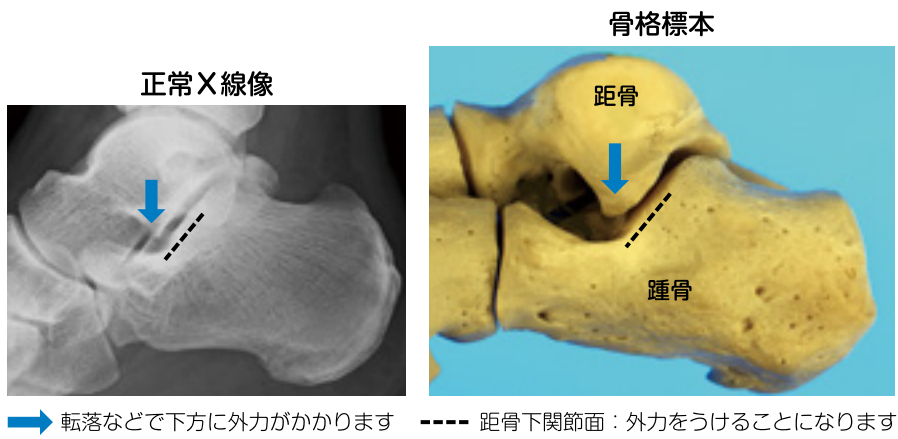 骨格標本
正常X線像
距骨
踵骨
転落などで下方に外力がかかります
距骨下関節面：外力をうけることになります